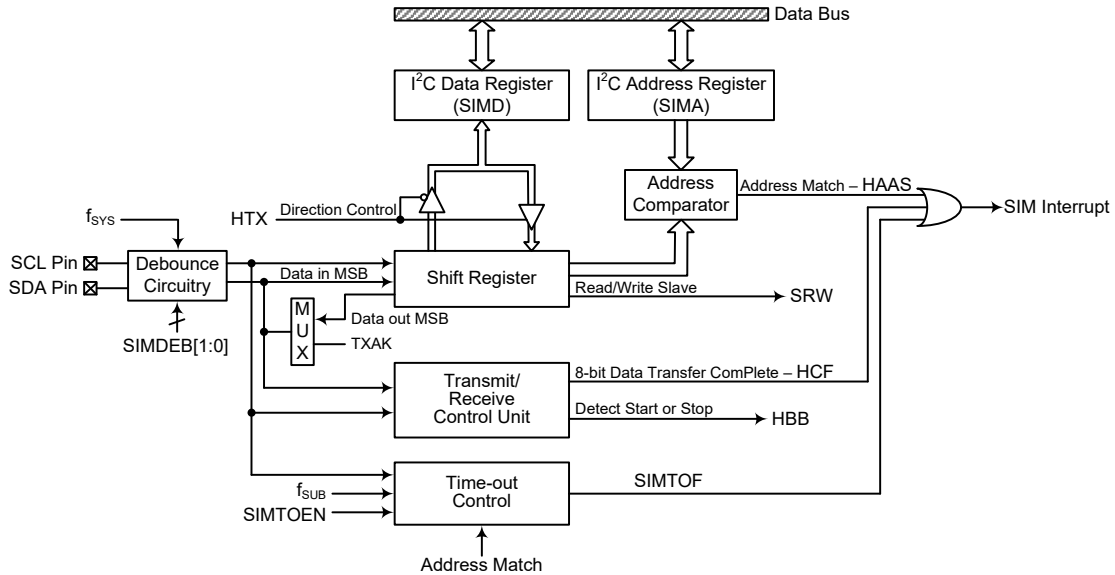 Data Bus
I²C Data Register
(SIMD)
I²C Address Register
(SIMA)
Address
Comparator
Address Match – HAAS
SIM Interrupt
HTX
Direction Control
fSYS
SCL Pin
SDA Pin
Debounce
Circuitry
SIMDEB[1:0]
Data in MSB
Shift Register
Read/Write Slave
SRW
M
U
X
Data out MSB
TXAK
Transmit/
Receive
Control Unit
8-bit Data Transfer ComPlete – HCF
Detect Start or Stop
HBB
Time-out
Control
fSUB
SIMTOEN
SIMTOF
Address Match